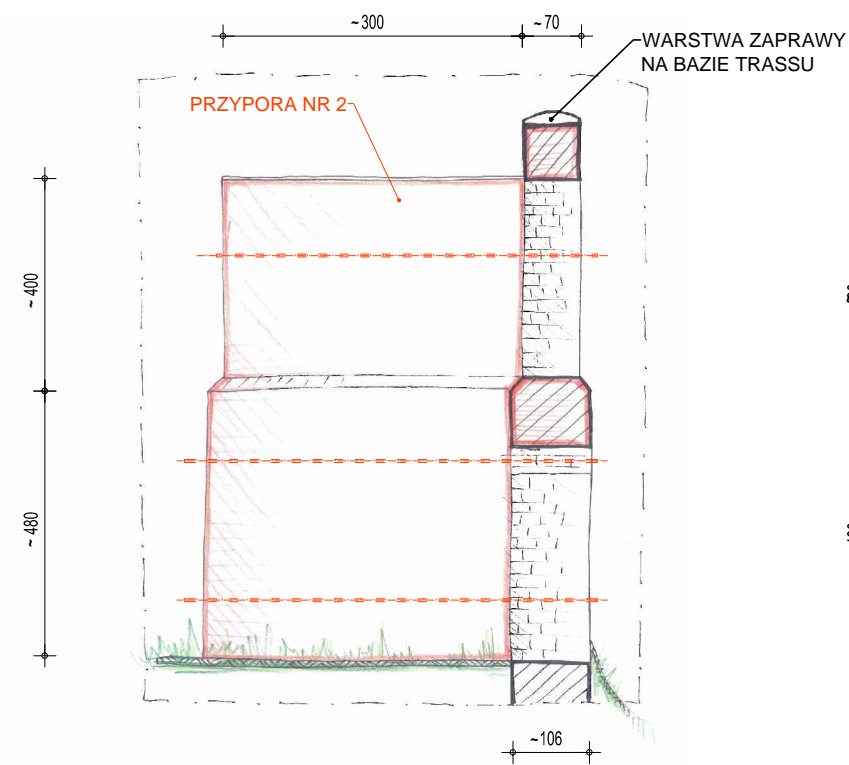 ~300
~70
WARSTWA ZAPRAWY
NA BAZIE TRASSU
PRZYPORA NR 2
~400
~480
~106